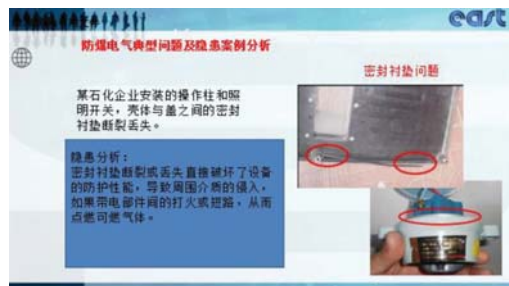 east
防爆电气典型问题及隐患案例分析
密封衬垫问题
某石化企业安装的操作柱和照
明开关，壳体与盖之间的密封
衬垫断裂丢失。
隐患分析：
密封衬垫断裂或丢失直接破坏了设备
的防护性能，导致周围介质的侵入，
如果带电部件间的打火或短路，从而
点燃可燃气体。